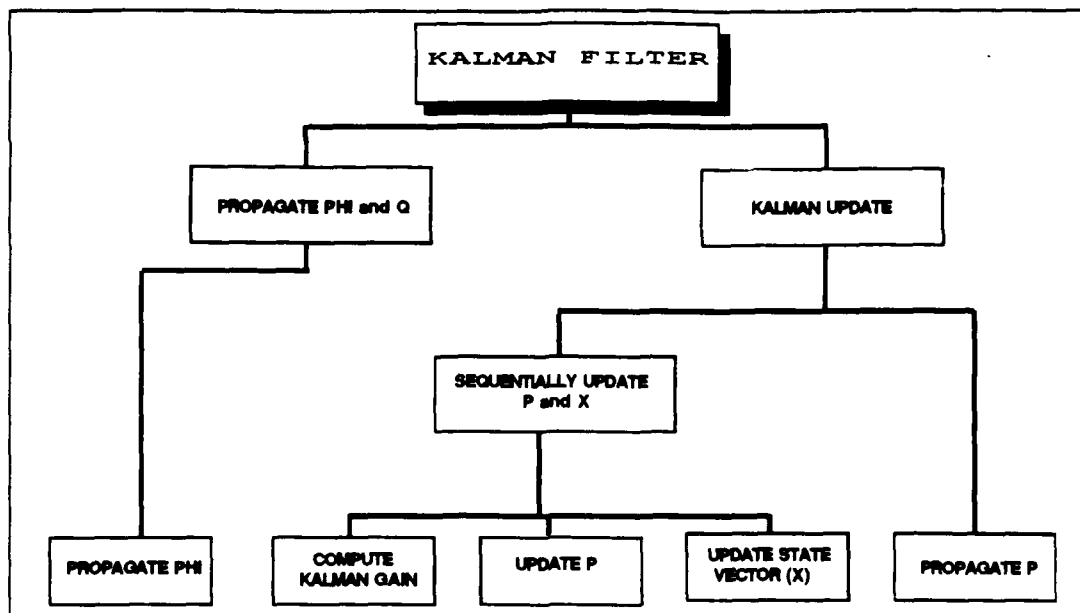 KALMAN FILTER
PROPAGATE PHI and Q
KALMAN UPDATE
SEQUENTIALLY UPDATE
P and X
PROPAGATE PHI
COMPUTE
KALMAN GAIN
UPDATE P
UPDATE STATE
VECTOR (X)
PROPAGATE P